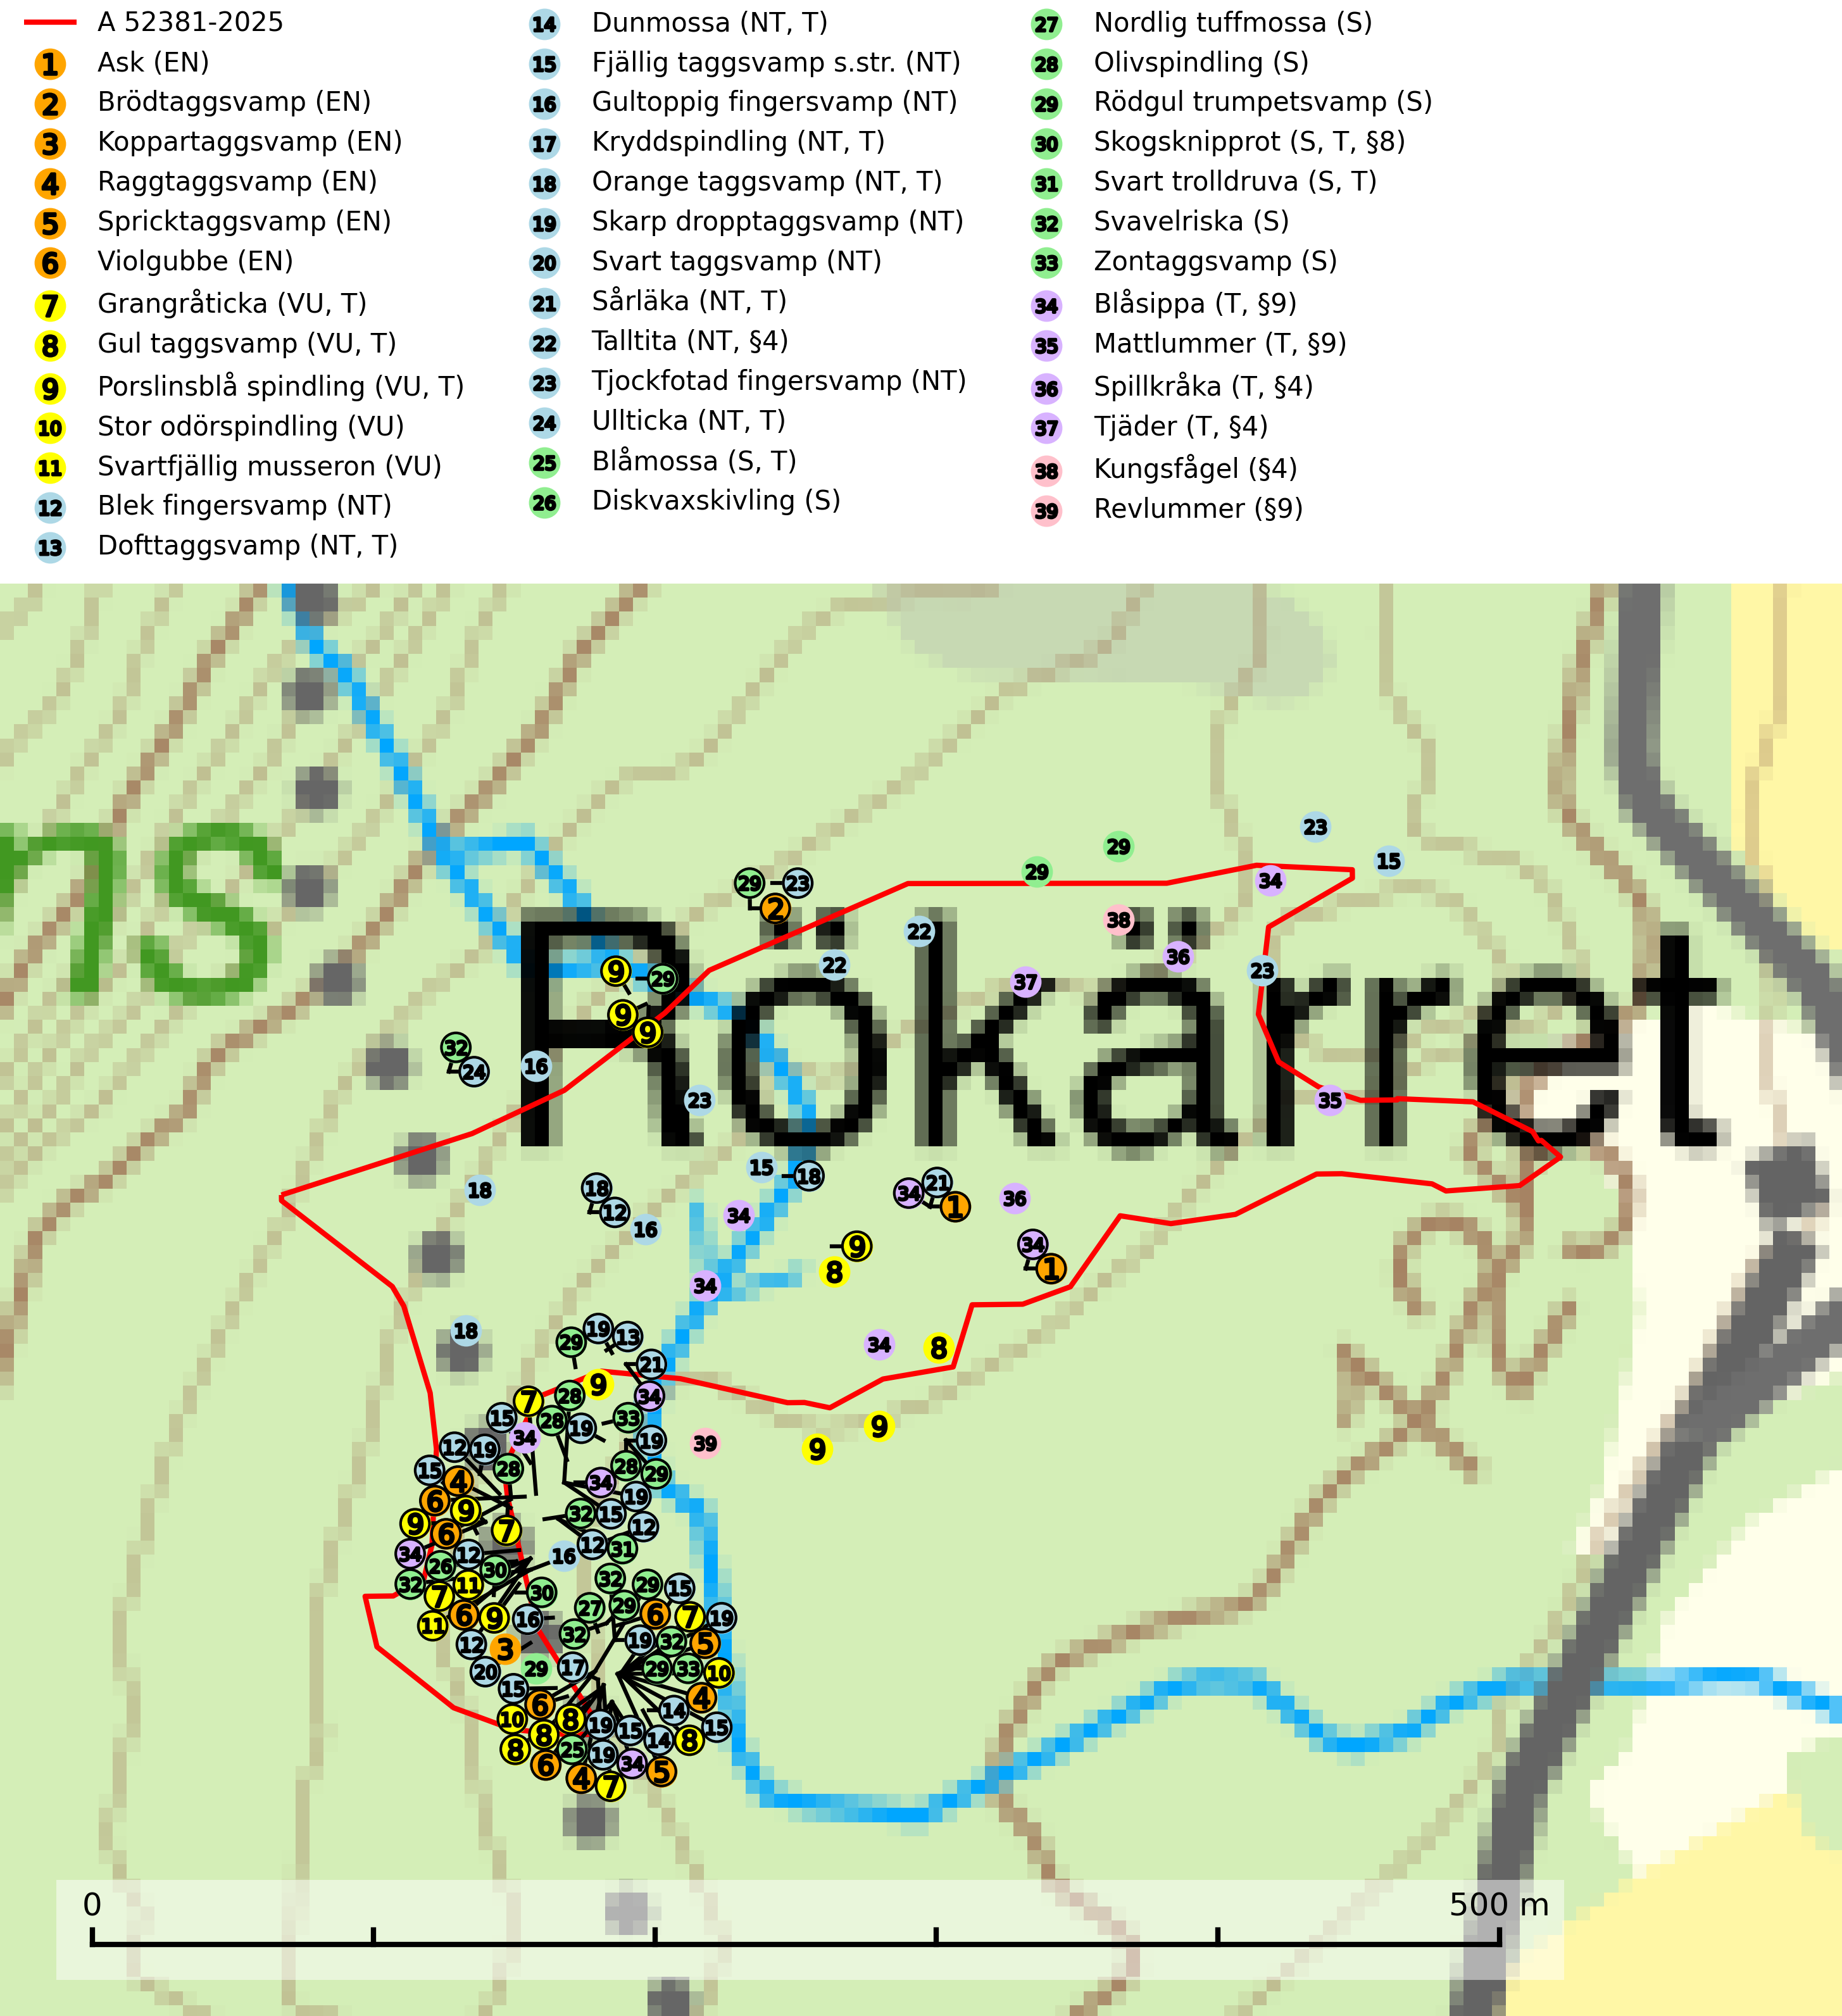 A 52381-2025
1 Ask (EN)
2 Brödtaggsvamp (EN)
3 Koppartaggsvamp (EN)
4 Raggtaggsvamp (EN)
5 Spricktaggsvamp (EN)
6 Violgubbe (EN)
7 Grangråticka (VU, T)
8 Gul taggsvamp (VU, T)
9 Porslinsblå spindling (VU, T)
10 Stor odörspindling (VU)
11 Svartfjällig musseron (VU)
12 Blek fingersvamp (NT)
13 Dofttaggsvamp (NT, T)
14 Dunmossa (NT, T)
15 Fjällig taggsvamp s.str. (NT)
16 Gultoppig fingersvamp (NT)
17 Kryddspindling (NT, T)
18 Orange taggsvamp (NT, T)
19 Skarp dropptaggsvamp (NT)
20 Svart taggsvamp (NT)
21 Sårläka (NT, T)
22 Talltita (NT, §4)
23 Tjockfotad fingersvamp (NT)
24 Ullticka (NT, T)
25 Blåmossa (S, T)
26 Diskvaxskivling (S)
27 Nordlig tuffmossa (S)
28 Olivspindling (S)
29 Rödgul trumpetsvamp (S)
30 Skogsknipprot (S, T, §8)
31 Svart trolldruva (S, T)
32 Svavelriska (S)
33 Zontaggsvamp (S)
34 Blåsippa (T, §9)
35 Mattlummer (T, §9)
36 Spillkråka (T, §4)
37 Tjäder (T, §4)
38 Kungsfågel (§4)
39 Revlummer (§9)
ns
Rökärret
0 500 m